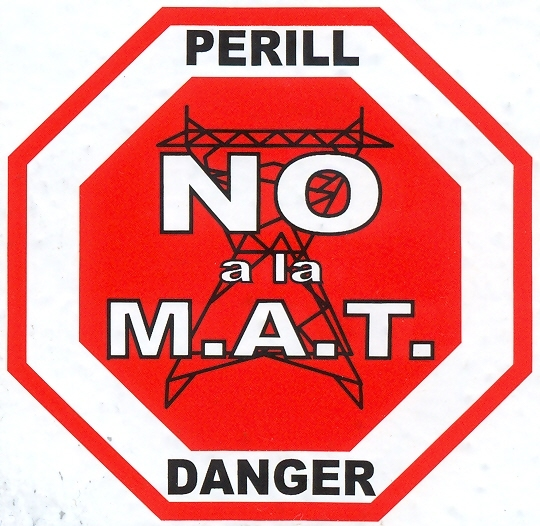 PERILL
NO
a la
M.A.T.
DANGER